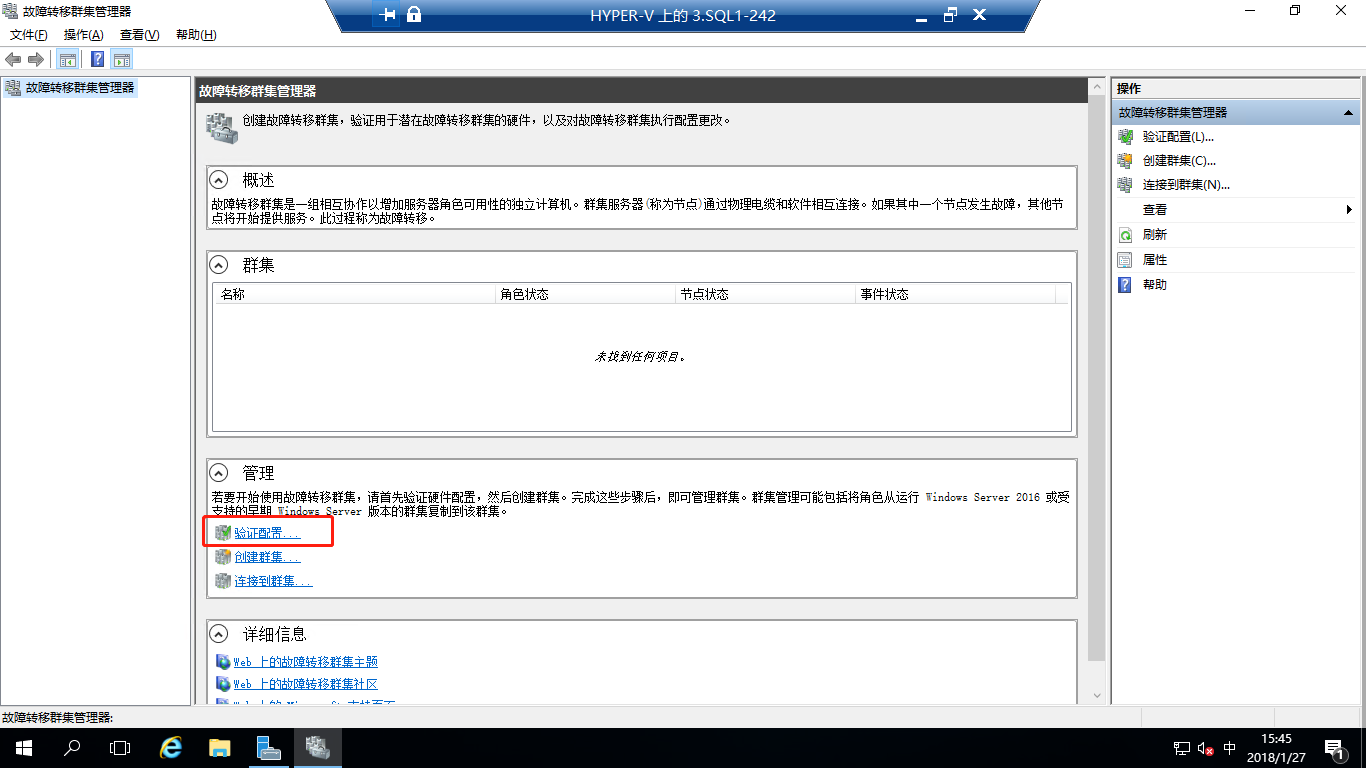 故障转移群集管理器
HYPER-V 上的 3.SQL1-242
文件(F) 操作(A) 查看(V) 帮助(H)
故障转移群集管理器
故障转移群集管理器
创建故障转移群集，验证用于潜在故障转移群集的硬件，以及对故障转移群集执行配置更改。
概述
故障转移群集是一组相互协作以增加服务器角色可用性的独立计算机。群集服务器(称为节点)通过物理电缆和软件相互连接。如果其中一个节点发生故障，其他节
点将开始提供服务。此过程称为故障转移。
群集
名称 角色状态 节点状态 事件状态
未找到任何项目。
管理
若要开始使用故障转移群集，请首先验证硬件配置，然后创建群集。完成这些步骤后，即可管理群集。群集管理可能包括将角色从运行 Windows Server 2016 或受
支持的早期 Windows Server 版本的群集复制到该群集。
验证配置...
创建群集...
连接到群集...
详细信息
Web 上的故障转移群集主题
Web 上的故障转移群集社区
操作
故障转移群集管理器
验证配置(L)...
创建群集(C)...
连接到群集(N)...
查看
刷新
属性
帮助
故障转移群集管理器:
中
15:45
2018/1/27
1